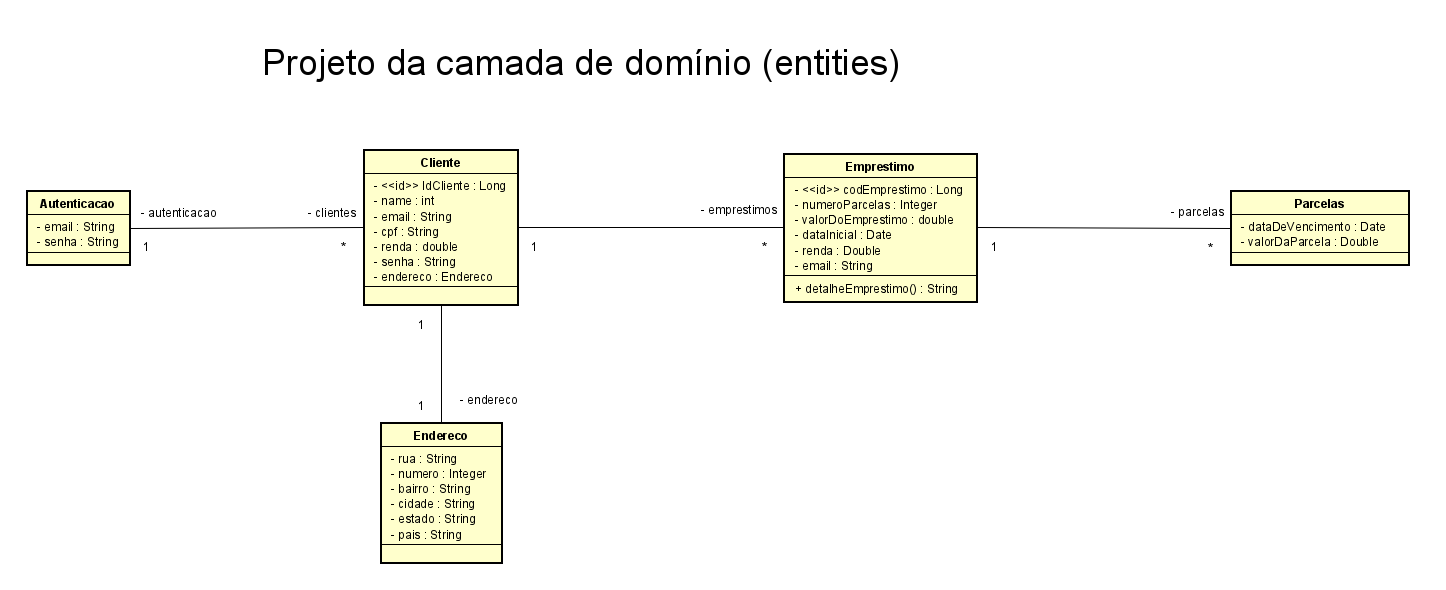 Projeto da camada de domínio (entities)
Autenticacao
- email : String
- senha : String
- autenticacao
1
- clientes
*
Cliente
- <<id>> IdCliente : Long
- name : int
- email : String
- cpf : String
- renda : double
- senha : String
- endereco : Endereco
1
- emprestimos
*
Emprestimo
- <<id>> codEmprestimo : Long
- numeroParcelas : Integer
- valorDoEmprestimo : double
- dataInicial : Date
- renda : Double
- email : String
+ detalheEmprestimo() : String
1
- parcelas
*
Parcelas
- dataDeVencimento : Date
- valorDaParcela : Double
1
1
- endereco
Endereco
- rua : String
- numero : Integer
- bairro : String
- cidade : String
- estado : String
- pais : String